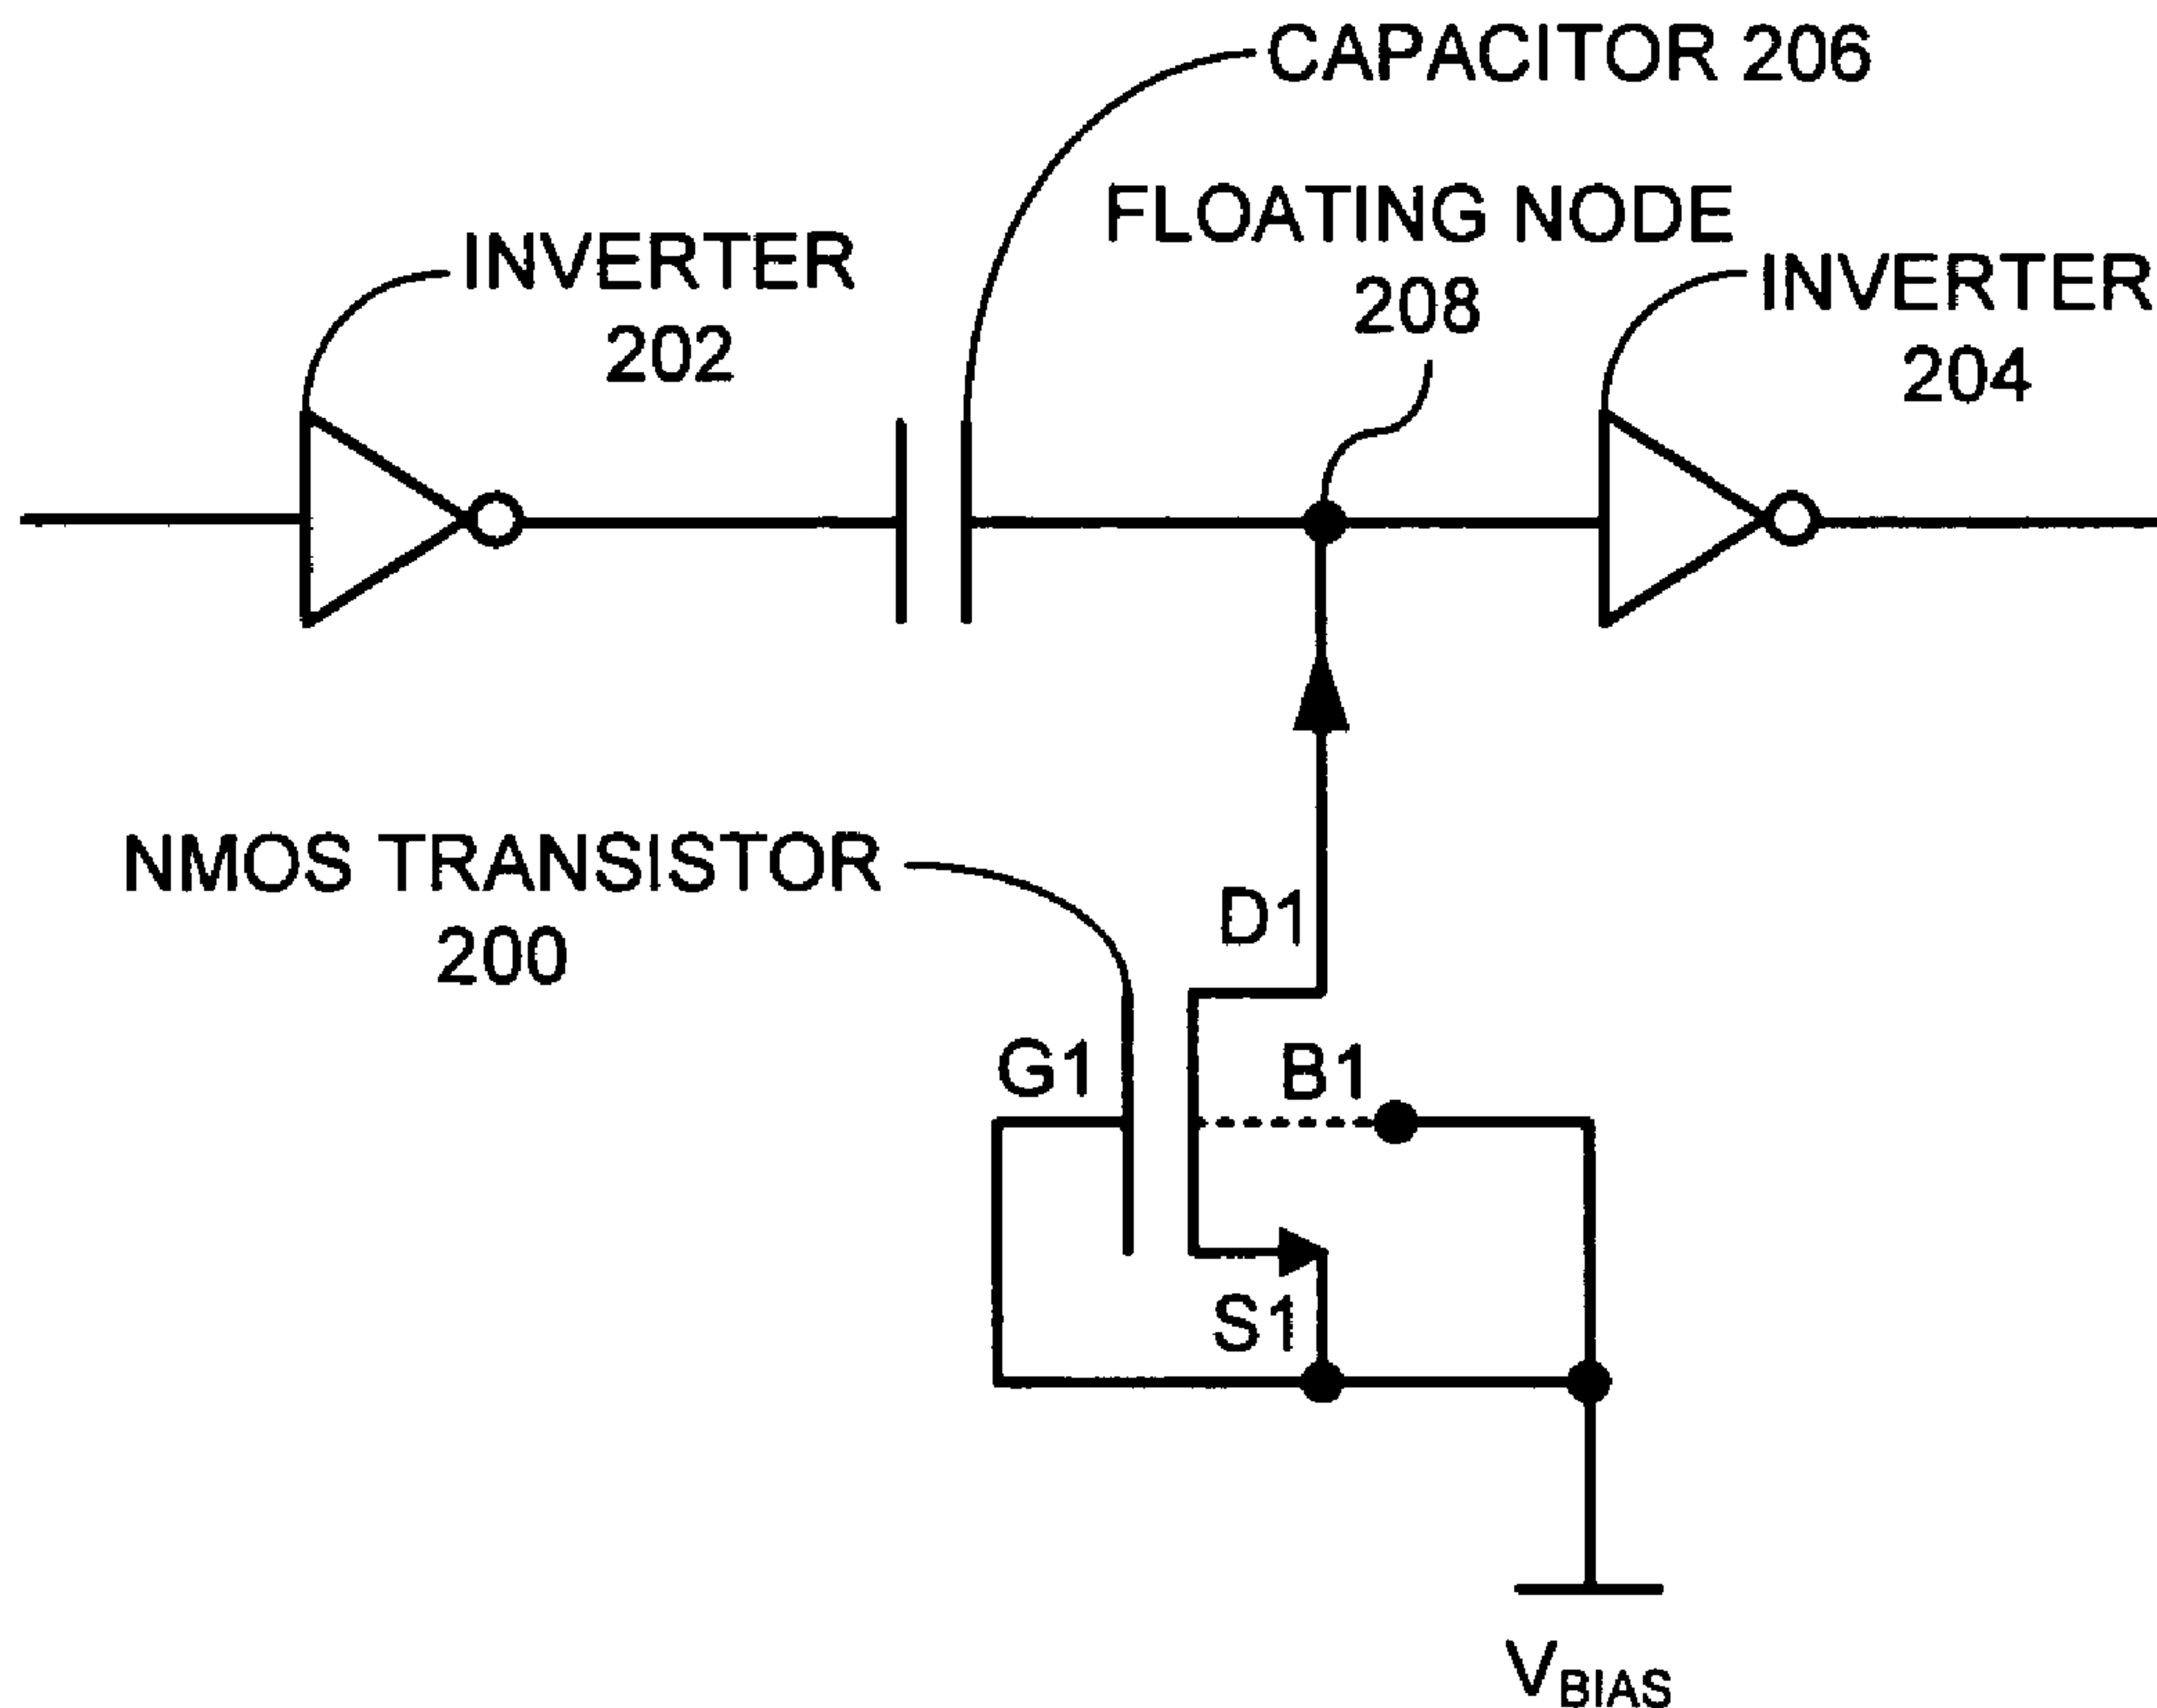 CAPACITOR 206
FLOATING NODE
208
INVERTER
202
INVERTER
204
NMOS TRANSISTOR
200
D1
G1
B1
S1
VBIAS